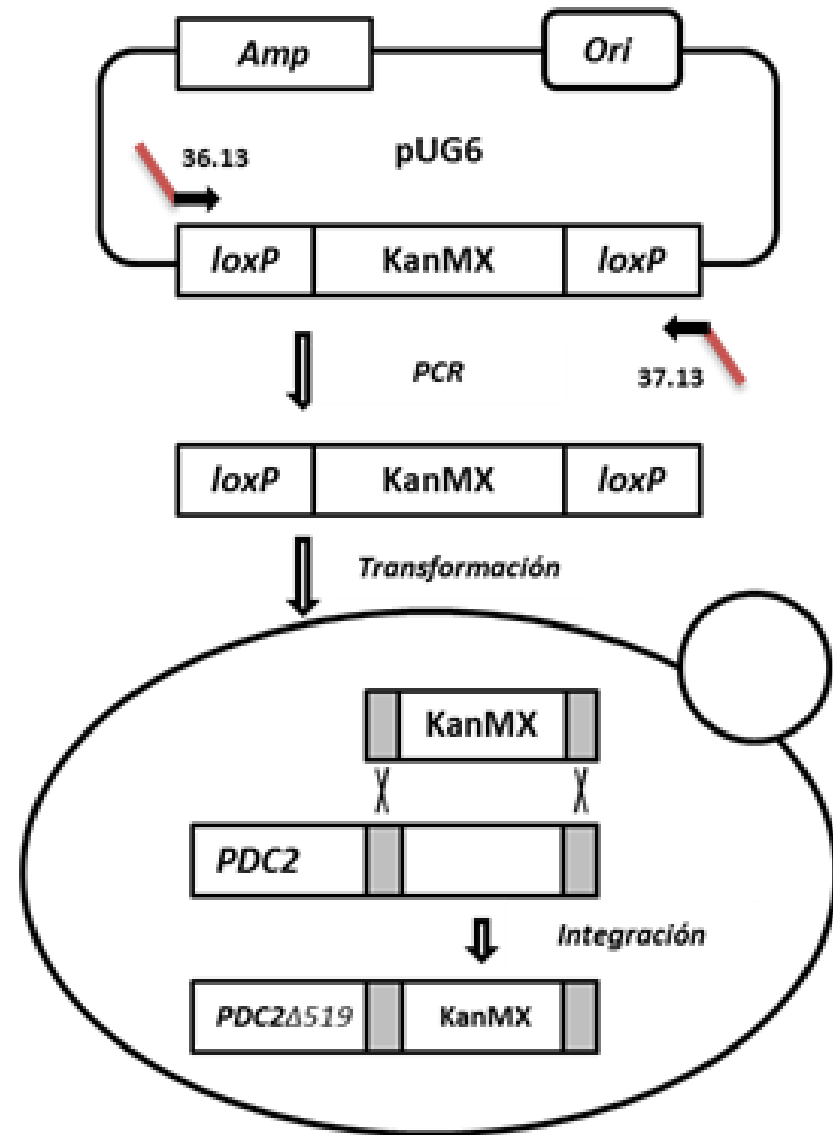 Amp
Ori
36.13
pUG6
loxP KanMX loxP
PCR
37.13
loxP KanMX loxP
Transformación
KanMX
PDC2
Integración
PDC2Δ519 KanMX